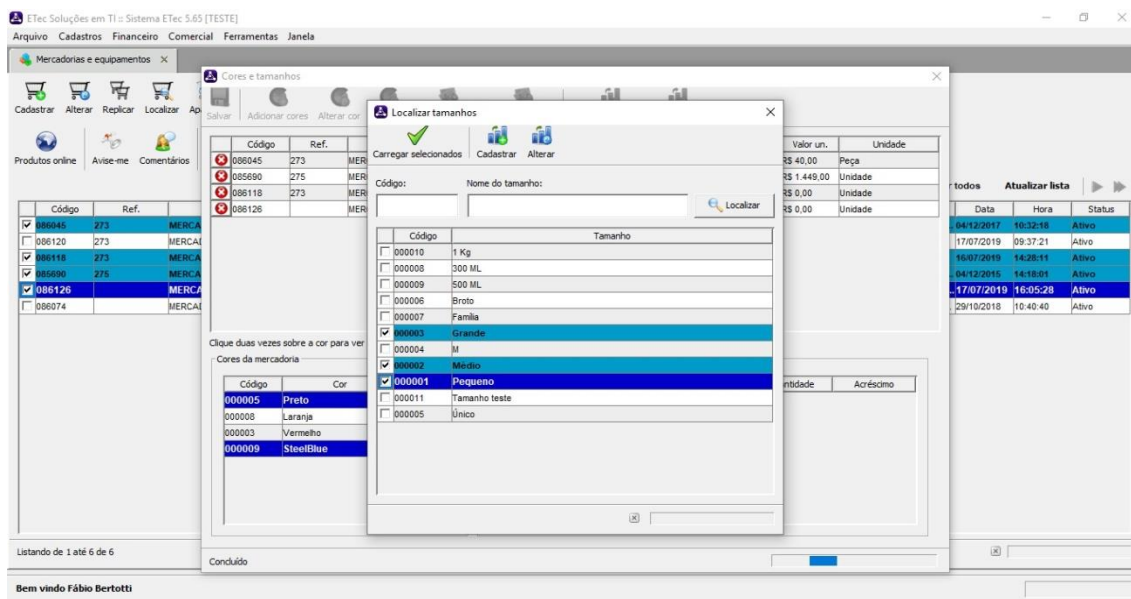 ETec Soluções em TI :: Sistema ETec 5.65 [TESTE]
Arquivo Cadastros Financeiro Comercial Ferramentas Janela
Mercadorias e equipamentos
Cadastrar Alterar Replicar Localizar
Produtos online Avise-me Comentários
todos Atualizar lista
Código Ref. Data Hora Status
086045 273 04/12/2017 10:32:18 Ativo
086120 273 17/07/2019 09:37:21 Ativo
086118 273 16/07/2019 14:28:11 Ativo
085690 275 04/12/2015 14:18:01 Ativo
086126 17/07/2019 16:05:28 Ativo
086074 29/10/2018 10:40:40 Ativo
Listando de 1 até 6 de 6
Bem vindo Fábio Bertotti
Cores e tamanhos
Salvar Adicionar cores Alterar cor
Código Ref. Valor un. Unidade
086045 273 R$ 40,00 Peça
085690 275 R$ 1.449,00 Unidade
086118 273 R$ 0,00 Unidade
086126 R$ 0,00 Unidade
Clique duas vezes sobre a cor para ver
Cores da mercadoria
Código Cor Acréscimo
000005 Preto
000008 Laranja
000003 Vermelho
000009 SteelBlue
Concluído
Localizar tamanhos
Carregar selecionados Cadastrar Alterar
Código: Nome do tamanho:
Localizar
Código Tamanho
000010 1 Kg
000008 300 ML
000009 500 ML
000006 Broto
000007 Família
000003 Grande
000004 M
000002 Médio
000001 Pequeno
000011 Tamanho teste
000005 Único